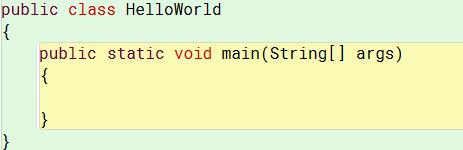 public class HelloWorld
{
public static void main(String[] args)
{
}
}